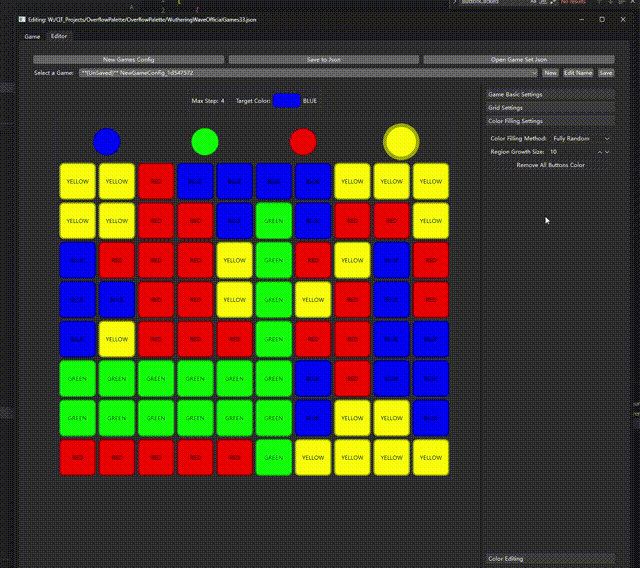 No results
Editing: W:/QT_Projects/OverflowPalette/OverflowPalette/WutheringWaveOfficialGames33.json
Game Editor
New Games Config Save to Json Open Game Set Json
Select a Game: **(UnSaved)** NewGameConfig_1d547572 New Edit Name Save
Max Step: 4 Target Color: BLUE
Game Basic Settings
Grid Settings
Color Filling Settings
Color Filling Method: Fully Random
Region Growth Size: 10
Remove All Buttons Color
YELLOW YELLOW RED BLUE BLUE BLUE BLUE YELLOW YELLOW YELLOW
YELLOW YELLOW RED RED BLUE GREEN BLUE RED RED YELLOW
BLUE RED RED RED YELLOW GREEN RED YELLOW BLUE RED
BLUE BLUE RED RED YELLOW GREEN YELLOW RED BLUE RED
BLUE YELLOW RED RED RED GREEN RED RED BLUE BLUE
GREEN GREEN GREEN GREEN GREEN GREEN BLUE RED BLUE BLUE
GREEN GREEN GREEN GREEN GREEN GREEN BLUE YELLOW YELLOW BLUE
RED RED RED RED RED GREEN YELLOW YELLOW YELLOW YELLOW
Color Editing